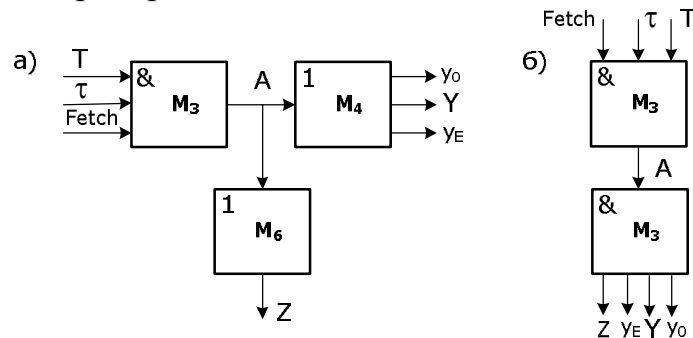 а)
T
τ
Fetch
&
M3
A
1
M4
y0
Y
yE
1
M6
Z
б)
Fetch τ T
&
M3
A
&
M3
Z yE Y y0